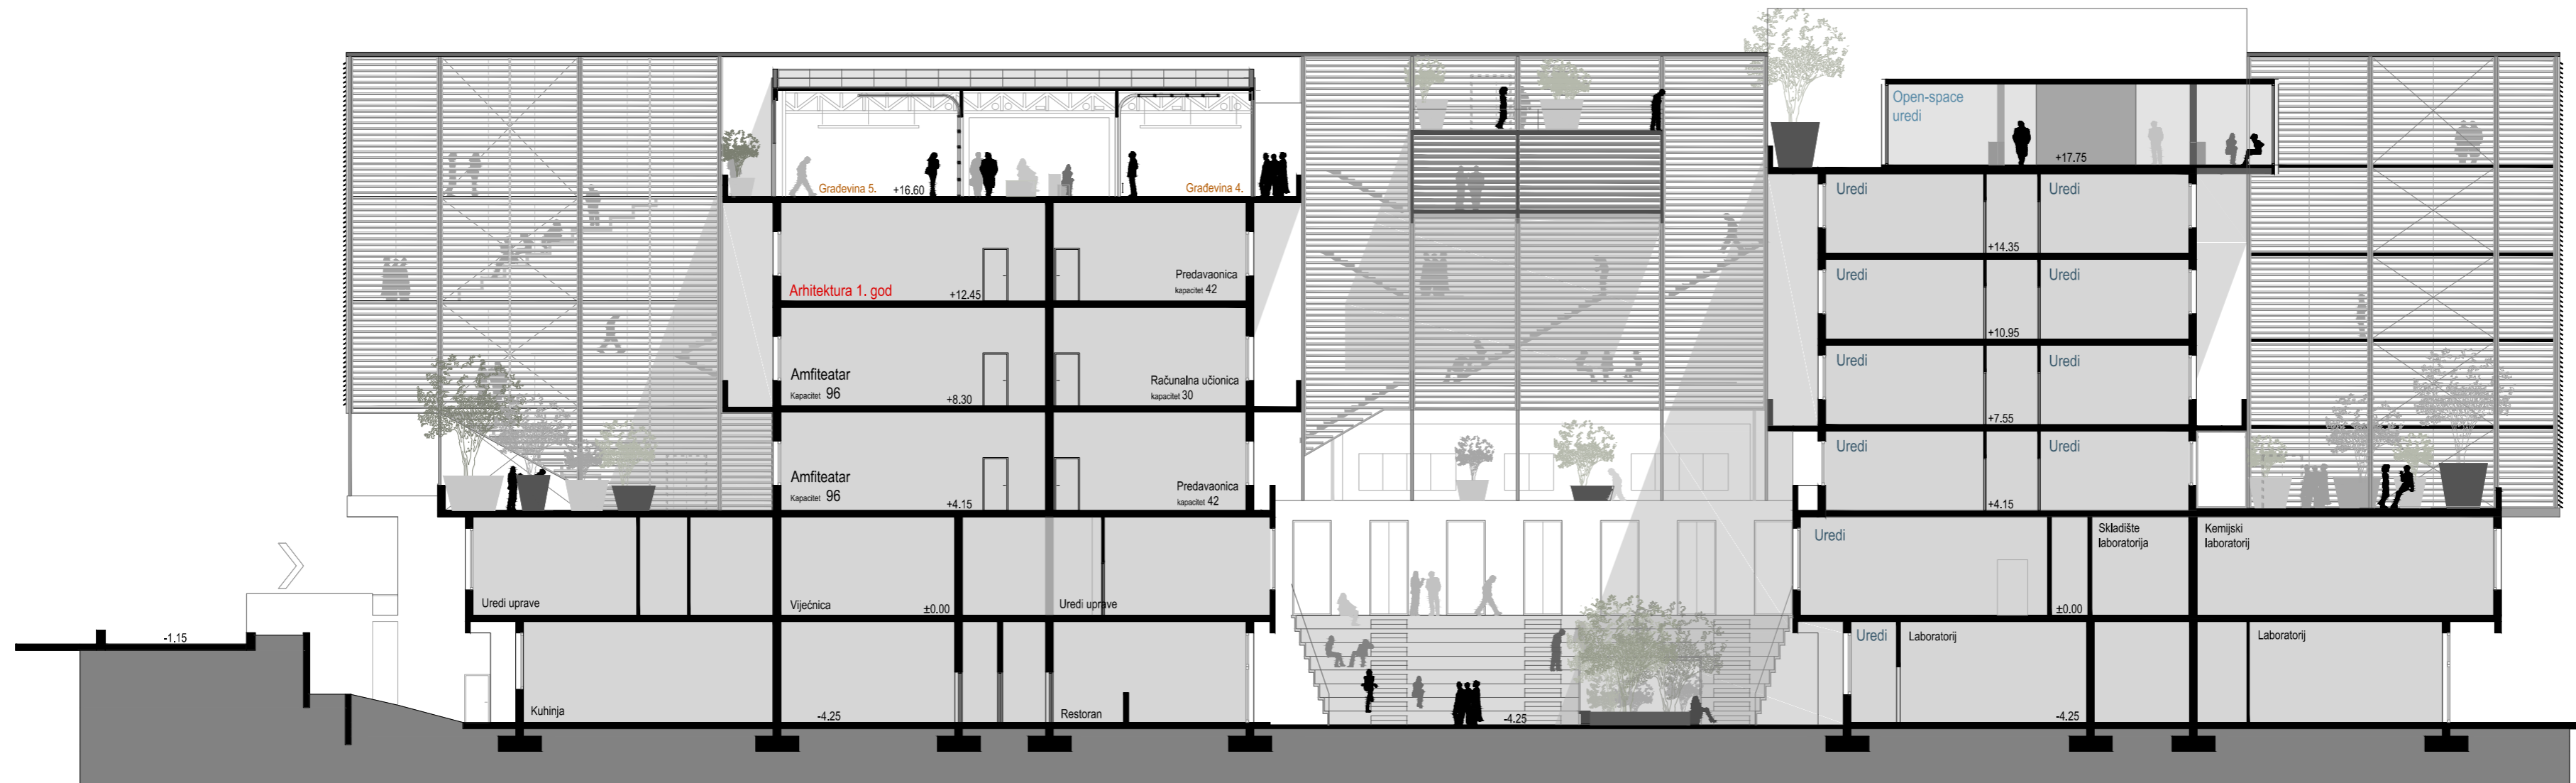 Open-space
uredi
+17.75
Građevina 5.
+16.60
Građevina 4.
Uredi
Uredi
+14.35
Arhitektura 1. god
+12.45
Predavaonica
kapacitet 42
Uredi
Uredi
+10.95
Amfiteatar
Kapacitet 96
+8.30
Računalna učionica
kapacitet 30
Uredi
Uredi
+7.55
Amfiteatar
Kapacitet 96
+4.15
Predavaonica
kapacitet 42
Uredi
Uredi
+4.15
Uredi uprave
Vijećnica
±0.00
Uredi uprave
Uredi
±0.00
Skladište
laboratorija
Kemijski
laboratorij
-1.15
Kuhinja
-4.25
Restoran
-4.25
Uredi
Laboratorij
-4.25
Laboratorij